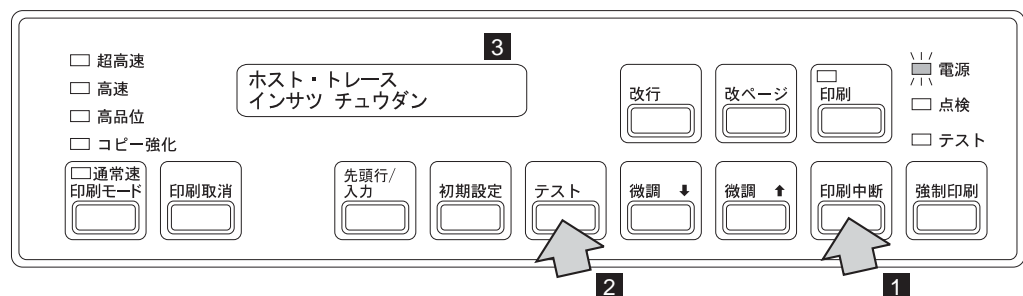 3
超高速
高速
高品位
コピー強化
ホスト・トレース
インサツ チュウダン
改行
改ページ
印刷
電源
点検
テスト
通常速
印刷モード
印刷取消
先頭行/
入力
初期設定
テスト
微調 ⬇
微調 ⬆
印刷中断
強制印刷
2
1